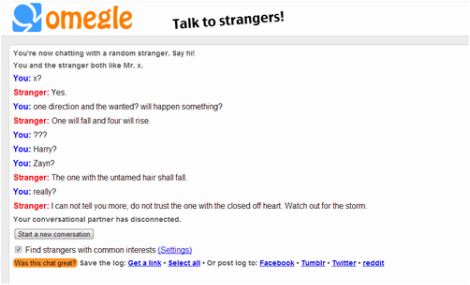 omegle Talk to strangers!
You're now chatting with a random stranger. Say hi!
You and the stranger both like Mr. x.
You: x?
Stranger: Yes.
You: one direction and the wanted? will happen something?
Stranger: One will fall and four will rise.
You: ???
You: Harry?
You: Zayn?
Stranger: The one with the untamed hair shall fall.
You: really?
Stranger: I can not tell you more, do not trust the one with the closed off heart. Watch out for the storm.
Your conversational partner has disconnected.
Start a new conversation
Find strangers with common interests (Settings)
Was this chat great? Save the log: Get a link • Select all • Or post log to: Facebook • Tumblr • Twitter • reddit